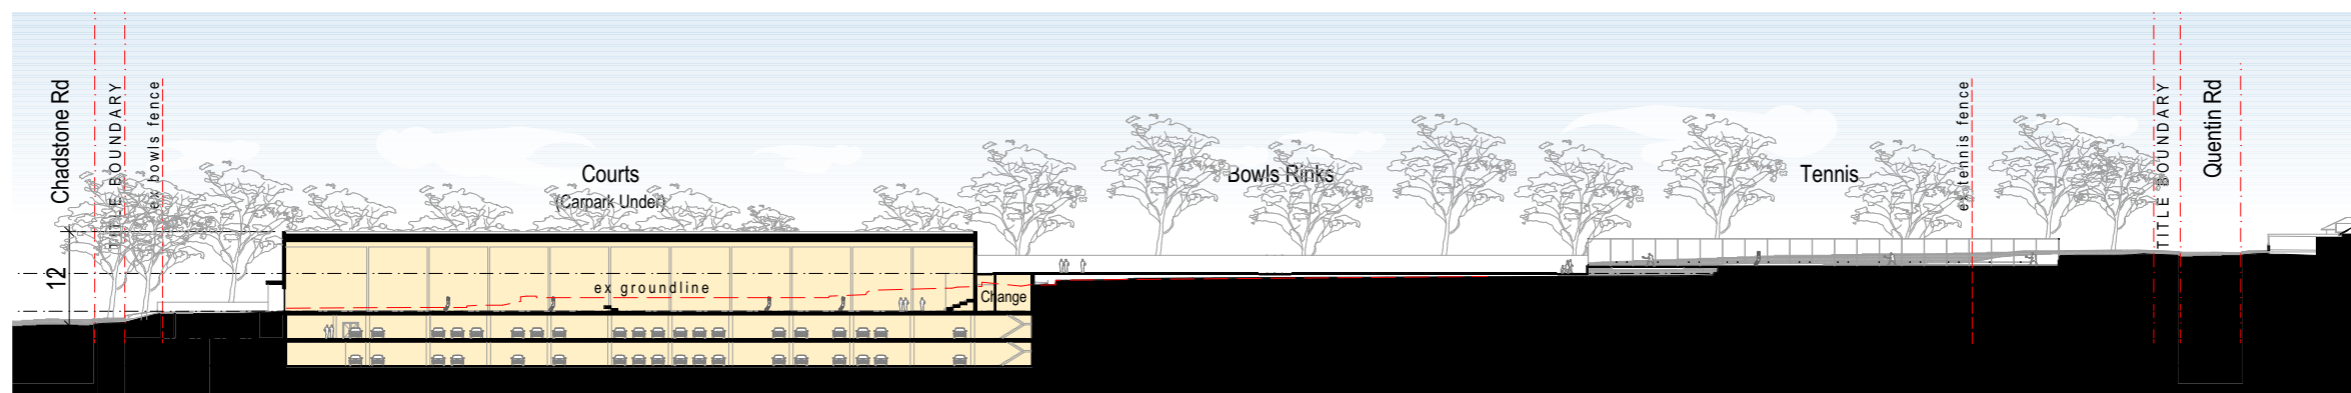 Chadstone Rd
TITLE BOUNDARY
ex bowls fence
12
Courts
(Carpark Under)
ex groundline
Change
Bowls Rinks
Tennis
ex tennis fence
TITLE BOUNDARY
Quentin Rd